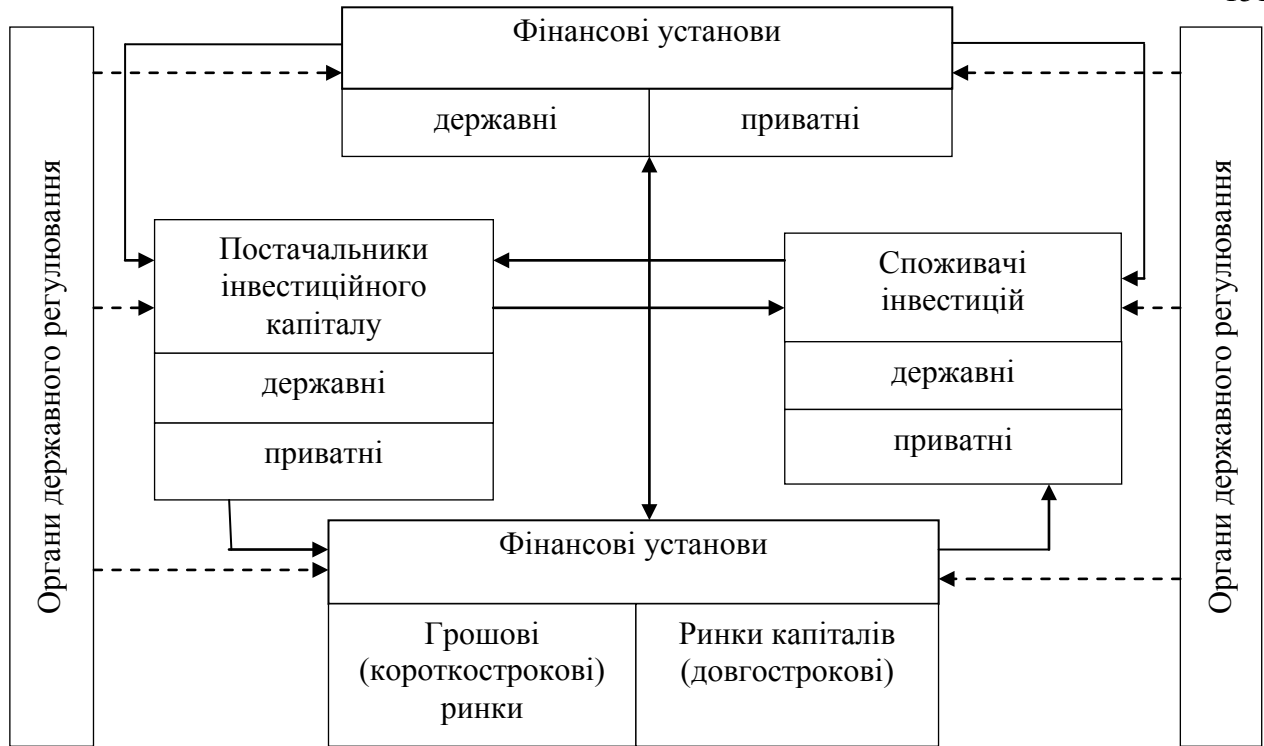 Фінансові установи
державні
приватні
Органи державного регулювання
Постачальники
інвестиційного
капіталу
державні
приватні
Споживачі
інвестицій
державні
приватні
Органи державного регулювання
Фінансові установи
Грошові
(короткострокові)
ринки
Ринки капіталів
(довгострокові)